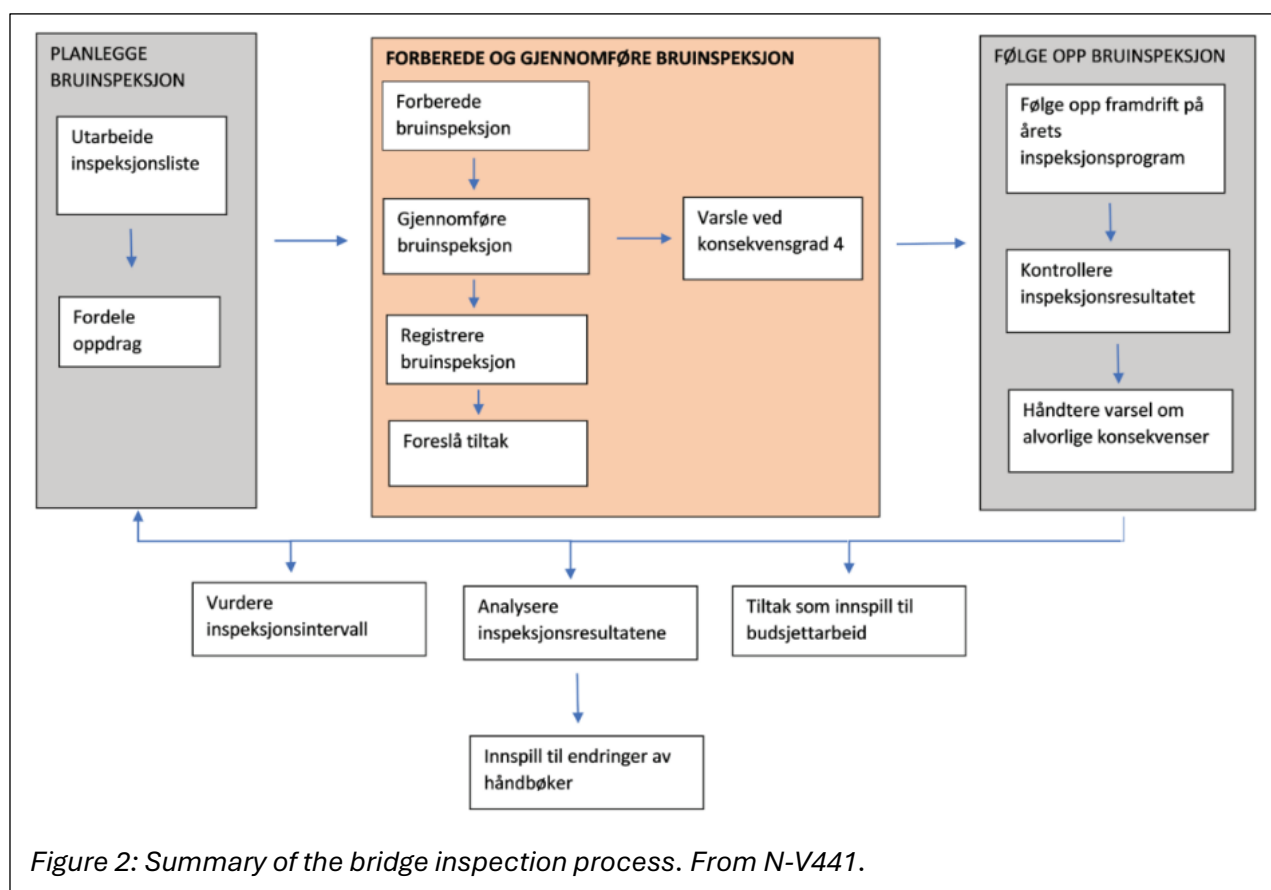 PLANLEGGE
BRUINSPEKSJON
Utarbeide
inspeksjonsliste
Fordele
oppdrag
FORBEREDE OG GJENNOMFØRE BRUINSPEKSJON
Forberede
bruinspeksjon
Gjennomføre
bruinspeksjon
Varsle ved
konsekvensgrad 4
Registrere
bruinspeksjon
Foreslå tiltak
FØLGE OPP BRUINSPEKSJON
Følge opp framdrift på
årets
inspeksjonsprogram
Kontrollere
inspeksjonsresultatet
Håndtere varsel om
alvorlige konsekvenser
Vurdere
inspeksjonsintervall
Analysere
inspeksjonsresultatene
Tiltak som innspill til
budsjettarbeid
Innspill til endringer av
håndbøker
Figure 2: Summary of the bridge inspection process. From N-V441.